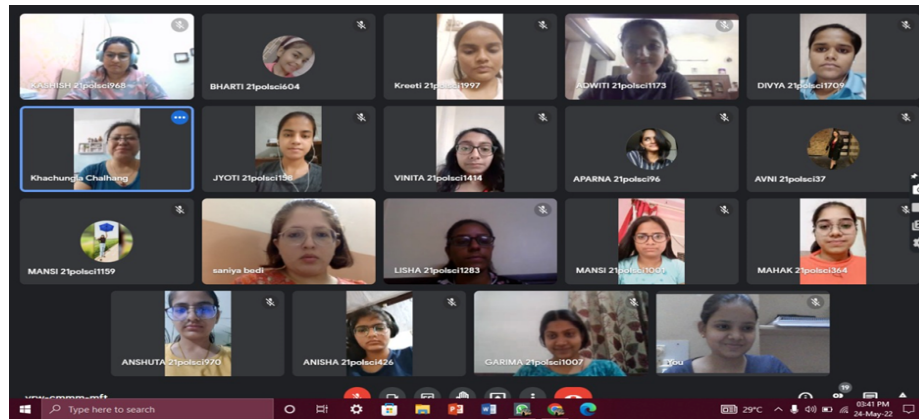 KASHISH 21polsci968
BHARTI 21polsci604
Kreeti 21polsci1997
ADWITI 21polsci1173
DIVYA 21polsci1709
Khachungla Chalhang
JYOTI 21polsci158
VINITA 21polsci1414
APARNA 21polsci96
AVNI 21polsci37
MANSI 21polsci1159
saniya bedi
LISHA 21polsci1283
MANSI 21polsci1001
MAHAK 21polsci364
ANSHUTA 21polsci970
ANISHA 21polsci426
GARIMA 21polsci1007
You
19
Type here to search
29°C
03:41 PM
24-May-22